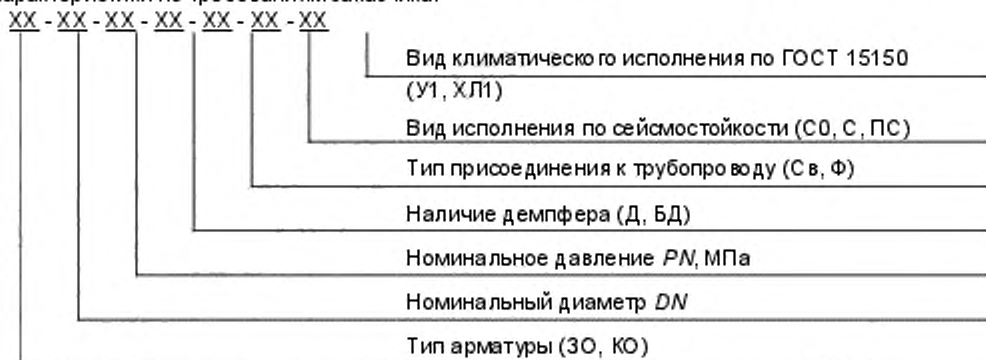 XX - XX - XX - XX - XX - XX - XX
Вид климатического исполнения по ГОСТ 15150
(У1, ХЛ1)
Вид исполнения по сейсмостойкости (С0, С, ПС)
Тип присоединения к трубопроводу (Св, Ф)
Наличие демпфера (Д, БД)
Номинальное давление PN, МПа
Номинальный диаметр DN
Тип арматуры (ЗО, КО)